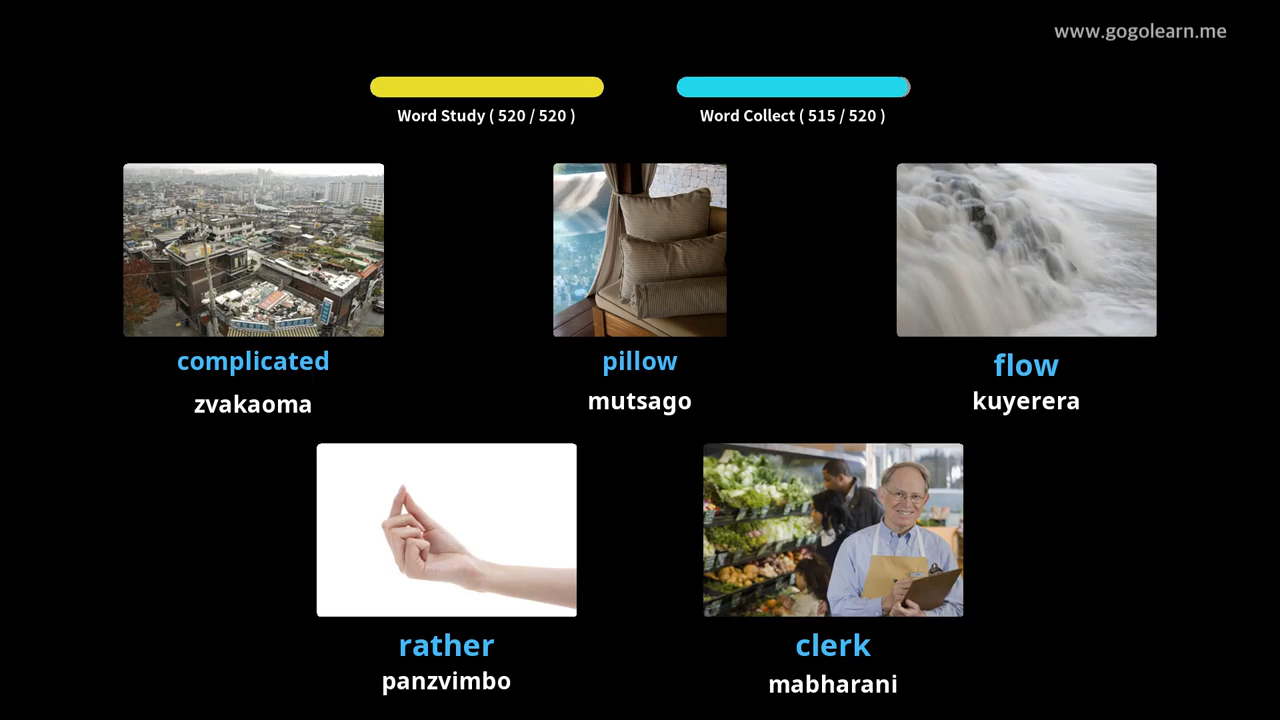 www.gogolearn.me
Word Study ( 520 / 520 )
Word Collect ( 515 / 520 )
complicated
zvakaoma
pillow
mutsago
flow
kuyerera
rather
panzvimbo
clerk
mabharani